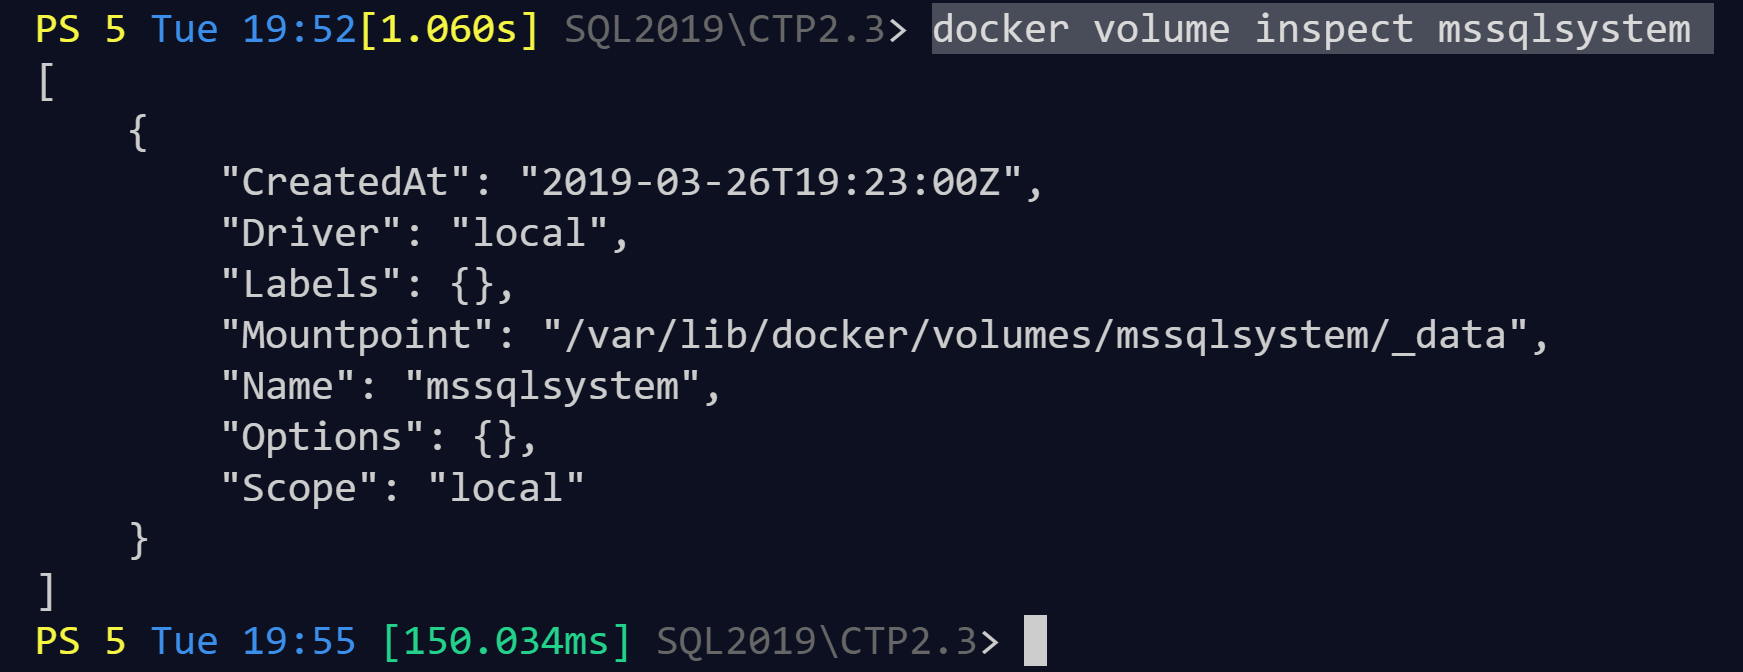 PS 5 Tue 19:52[1.060s] SQL2019\CTP2.3> docker volume inspect mssqlsystem
[
    {
        "CreatedAt": "2019-03-26T19:23:00Z",
        "Driver": "local",
        "Labels": {},
        "Mountpoint": "/var/lib/docker/volumes/mssqlsystem/_data",
        "Name": "mssqlsystem",
        "Options": {},
        "Scope": "local"
    }
]
PS 5 Tue 19:55 [150.034ms] SQL2019\CTP2.3>